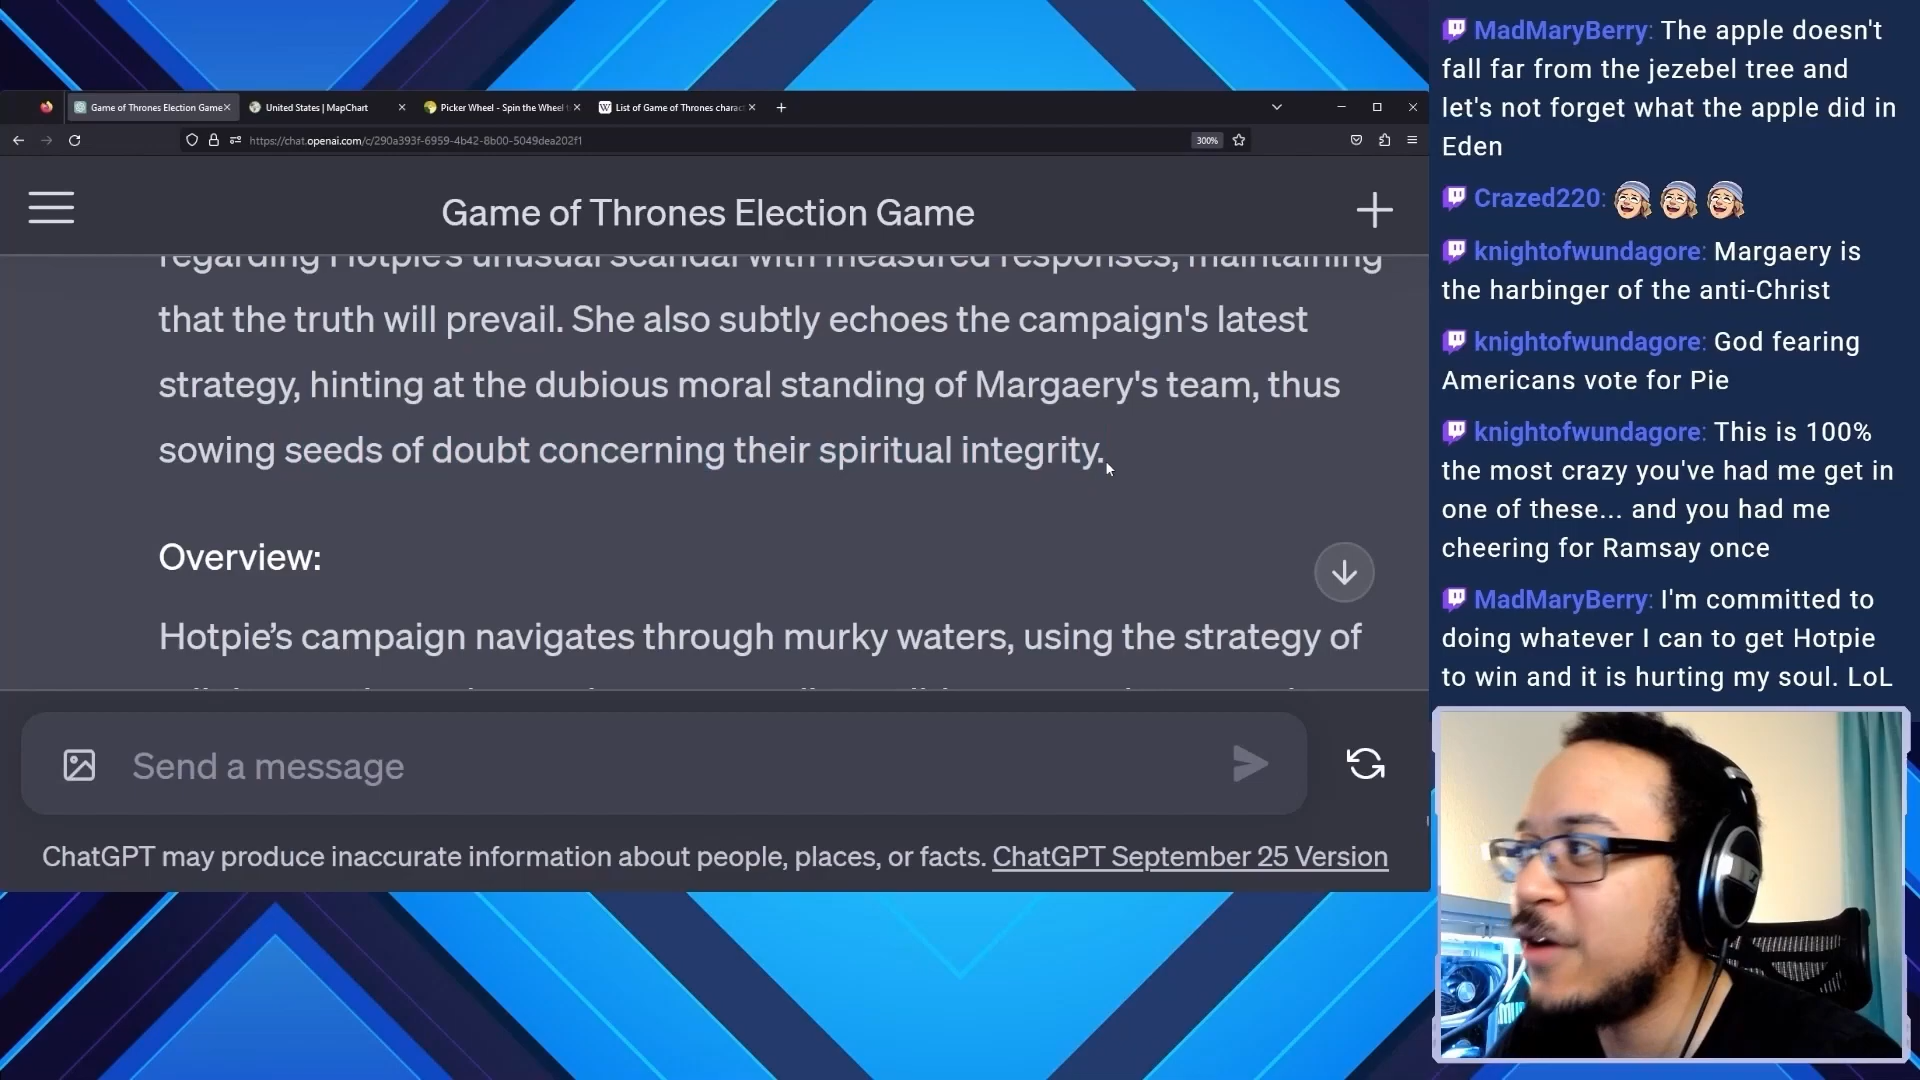 Game of Thrones Election Game
United States | MapChart
Picker Wheel - Spin the Wheel
List of Game of Thrones charac
https://chat.openai.com/c/290a393f-6959-4b42-8b00-5049dea202f1
300%
Game of Thrones Election Game
regarding Hotpie's unusual scandal with measured responses, maintaining
that the truth will prevail. She also subtly echoes the campaign's latest
strategy, hinting at the dubious moral standing of Margaery's team, thus
sowing seeds of doubt concerning their spiritual integrity.
Overview:
Hotpie’s campaign navigates through murky waters, using the strategy of
Send a message
ChatGPT may produce inaccurate information about people, places, or facts. ChatGPT September 25 Version
MadMaryBerry: The apple doesn't
fall far from the jezebel tree and
let's not forget what the apple did in
Eden
Crazed220:
knightofwundagore: Margaery is
the harbinger of the anti-Christ
knightofwundagore: God fearing
Americans vote for Pie
knightofwundagore: This is 100%
the most crazy you've had me get in
one of these... and you had me
cheering for Ramsay once
MadMaryBerry: I'm committed to
doing whatever I can to get Hotpie
to win and it is hurting my soul. LoL